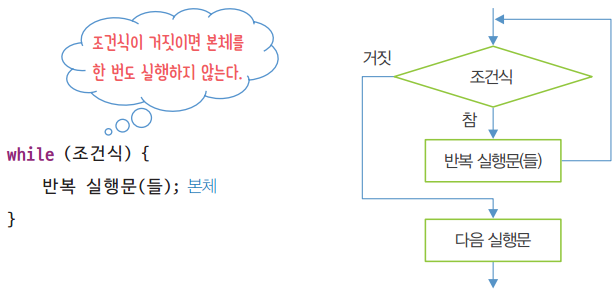 조건식이 거짓이면 본체를
한 번도 실행하지 않는다.
while (조건식) {
반복 실행문(들); 본체
}
거짓
조건식
참
반복 실행문(들)
다음 실행문